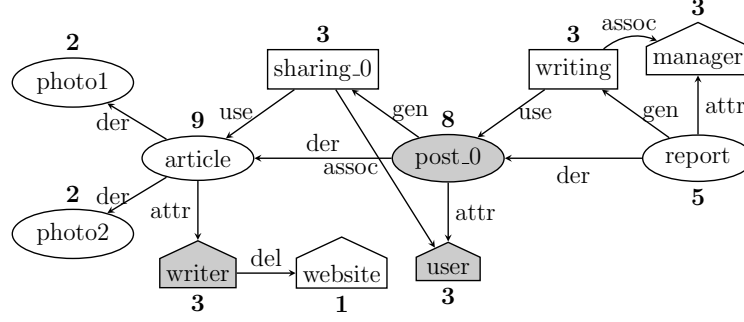 3
assoc
2
3
3
manager
photo1
sharing_0
writing
der
use
gen
use
gen
attr
9
8
article
der
post_0
der
report
assoc
5
2
der
photo2
attr
attr
writer
del
website
user
3
1
3